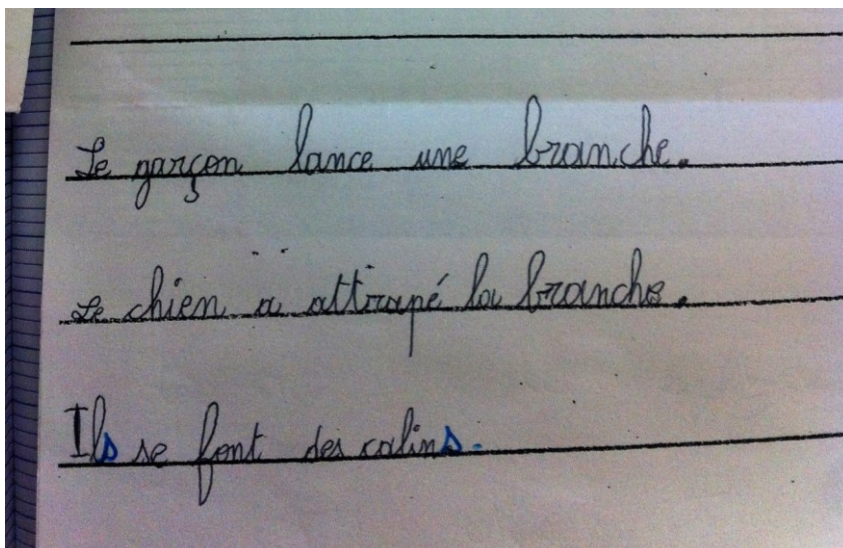 Le garçon lance une branche.
Le chien a attrapé la branche.
Ils se font des calins.